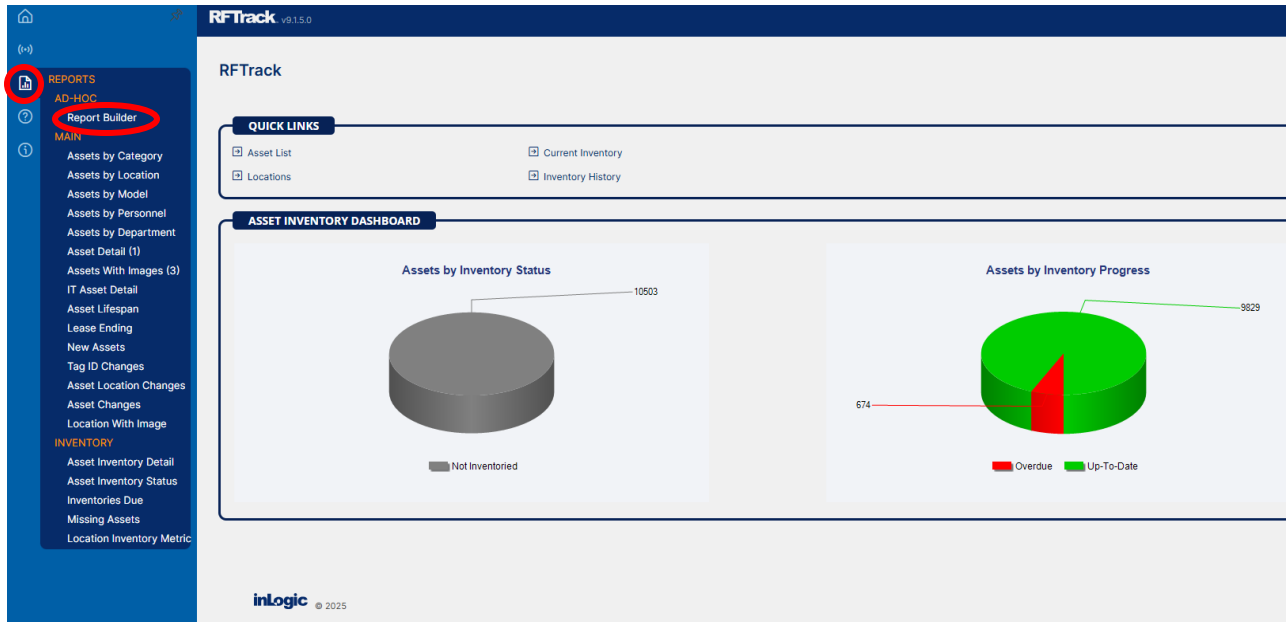 RFTrack v9.1.5.0
REPORTS
AD-HOC
Report Builder
MAIN
Assets by Category
Assets by Location
Assets by Model
Assets by Personnel
Assets by Department
Asset Detail (1)
Assets With Images (3)
IT Asset Detail
Asset Lifespan
Lease Ending
New Assets
Tag ID Changes
Asset Location Changes
Asset Changes
Location With Image
INVENTORY
Asset Inventory Detail
Asset Inventory Status
Inventories Due
Missing Assets
Location Inventory Metric
RFTrack
QUICK LINKS
Asset List
Current Inventory
Locations
Inventory History
ASSET INVENTORY DASHBOARD
Assets by Inventory Status
10503
Not Inventoried
Assets by Inventory Progress
9829
674
Overdue Up-To-Date
inLogic © 2025